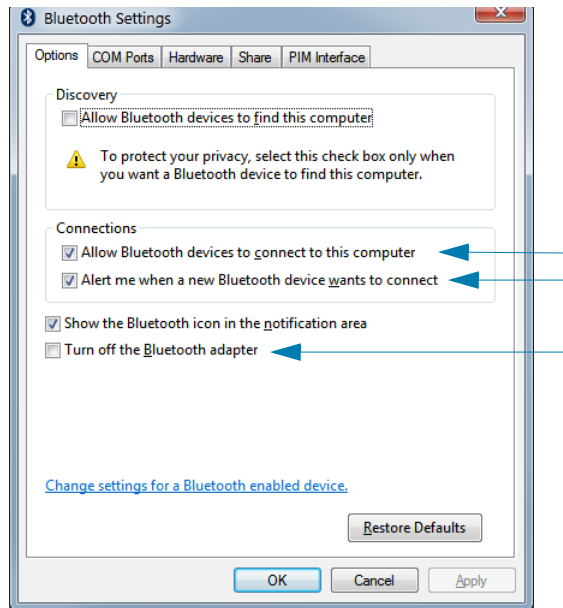 Bluetooth Settings
Options COM Ports Hardware Share PIM Interface
Discovery
Allow Bluetooth devices to find this computer
To protect your privacy, select this check box only when
you want a Bluetooth device to find this computer.
Connections
Allow Bluetooth devices to connect to this computer
Alert me when a new Bluetooth device wants to connect
Show the Bluetooth icon in the notification area
Turn off the Bluetooth adapter
Change settings for a Bluetooth enabled device.
Restore Defaults
OK Cancel Apply